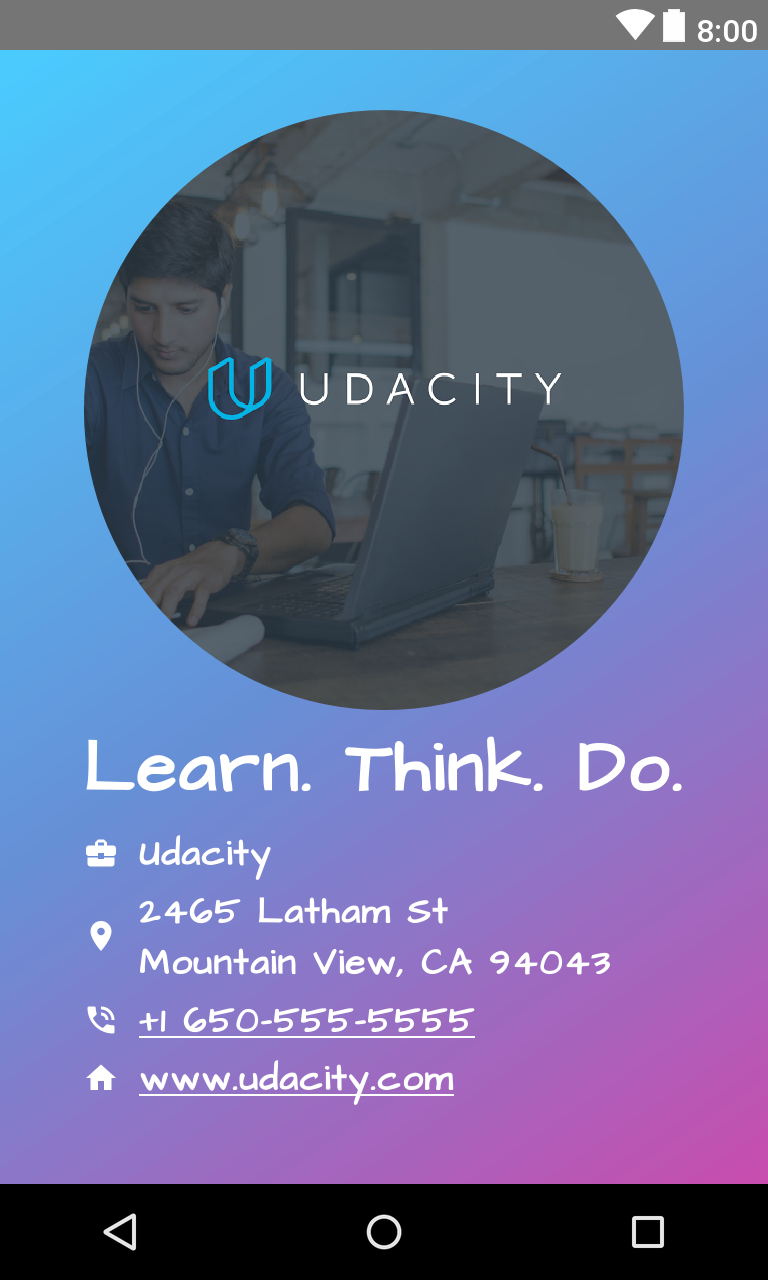 8:00
UDACITY
Learn. Think. Do.
Udacity
2465 Latham St
Mountain View, CA 94043
+1 650-555-5555
www.udacity.com